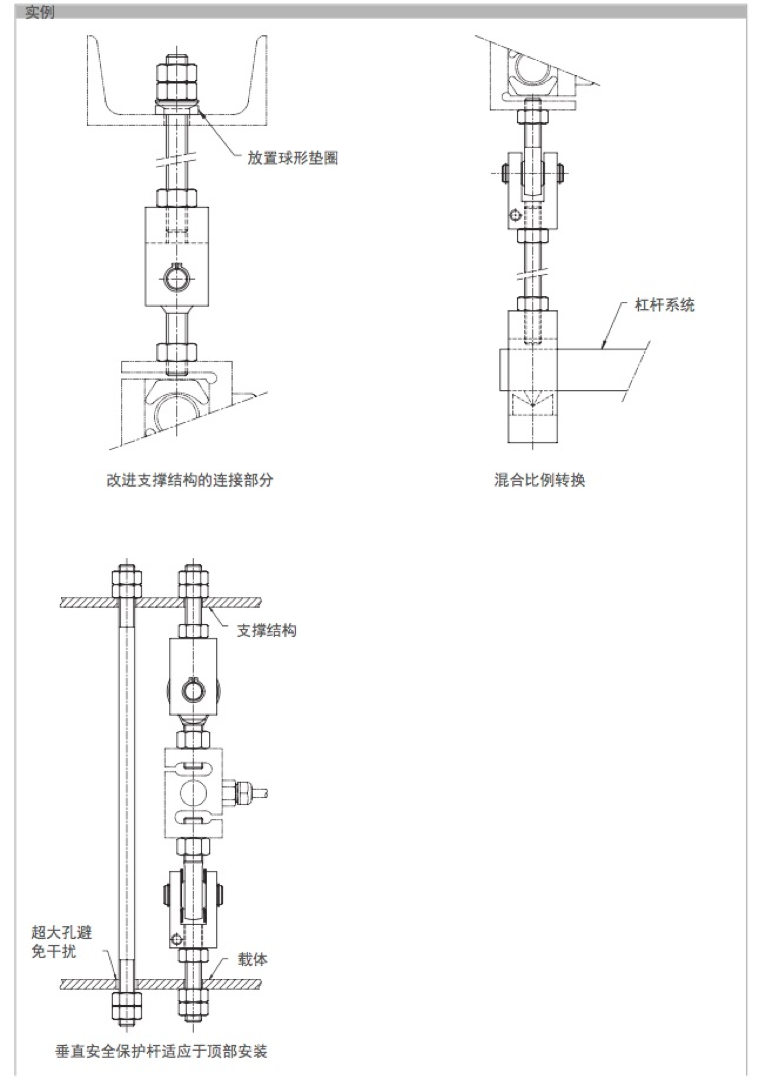 实例
放置球形垫圈
改进支撑结构的连接部分
杠杆系统
混合比例转换
支撑结构
超大孔避
免干扰
载体
垂直安全保护杆适应于顶部安装